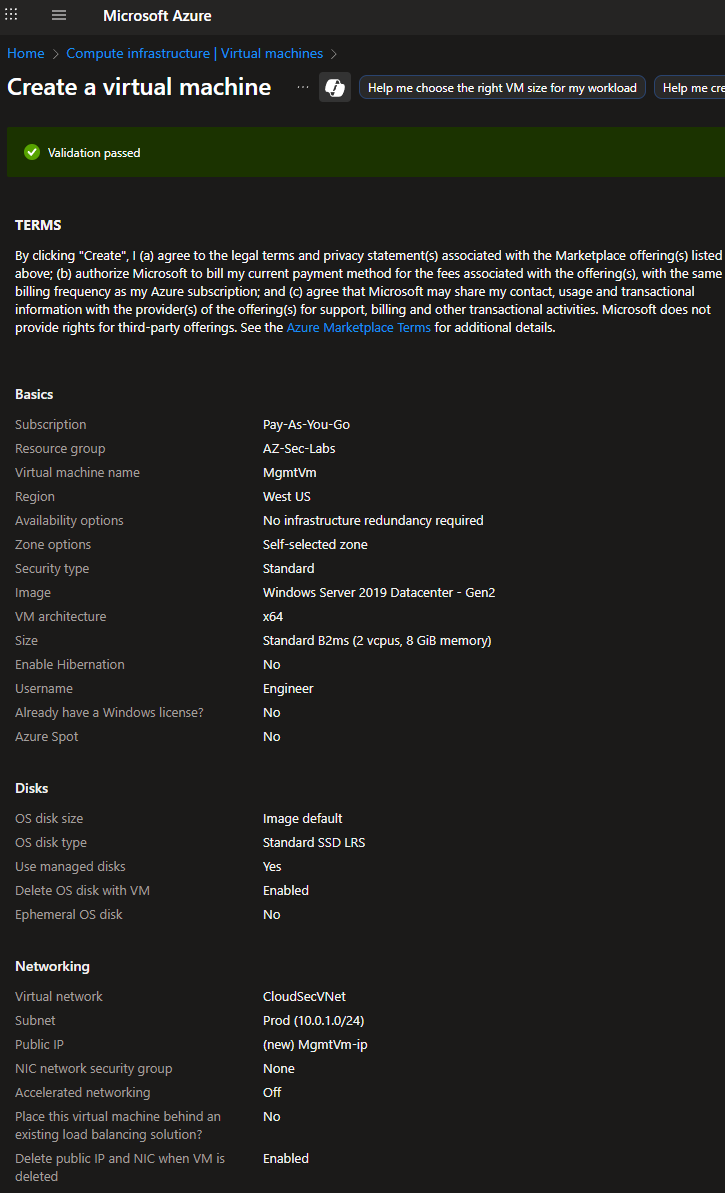 Microsoft Azure
Home > Compute infrastructure | Virtual machines >
Create a virtual machine ... Help me choose the right VM size for my workload Help me cre
Validation passed
TERMS
By clicking "Create", I (a) agree to the legal terms and privacy statement(s) associated with the Marketplace offering(s) listed
above; (b) authorize Microsoft to bill my current payment method for the fees associated with the offering(s), with the same
billing frequency as my Azure subscription; and (c) agree that Microsoft may share my contact, usage and transactional
information with the provider(s) of the offering(s) for support, billing and other transactional activities. Microsoft does not
provide rights for third-party offerings. See the Azure Marketplace Terms for additional details.
Basics
Subscription Pay-As-You-Go
Resource group AZ-Sec-Labs
Virtual machine name MgmtVm
Region West US
Availability options No infrastructure redundancy required
Zone options Self-selected zone
Security type Standard
Image Windows Server 2019 Datacenter - Gen2
VM architecture x64
Size Standard B2ms (2 vcpus, 8 GiB memory)
Enable Hibernation No
Username Engineer
Already have a Windows license? No
Azure Spot No
Disks
OS disk size Image default
OS disk type Standard SSD LRS
Use managed disks Yes
Delete OS disk with VM Enabled
Ephemeral OS disk No
Networking
Virtual network CloudSecVNet
Subnet Prod (10.0.1.0/24)
Public IP (new) MgmtVm-ip
NIC network security group None
Accelerated networking Off
Place this virtual machine behind an No
existing load balancing solution?
Delete public IP and NIC when VM is Enabled
deleted